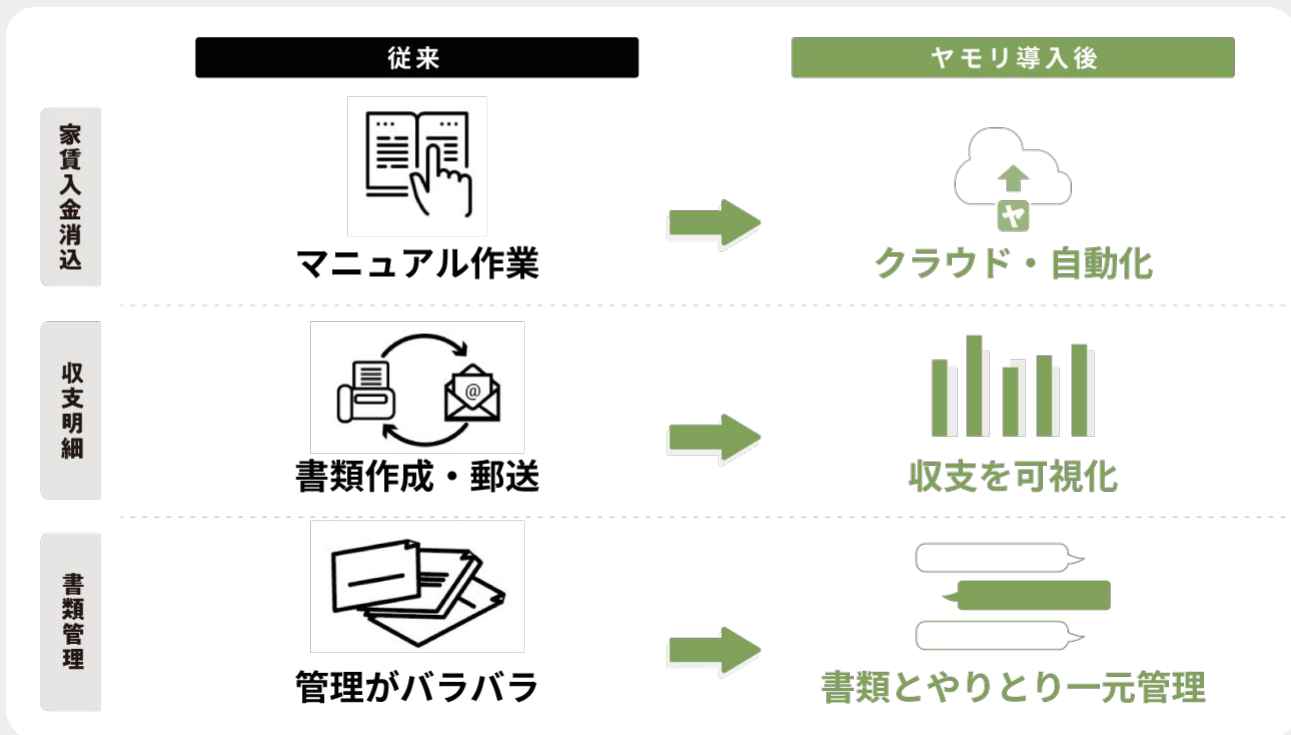 従来
ヤモリ導入後
家賃入金消込
マニュアル作業
ヤ
クラウド・自動化
収支明細
@
書類作成・郵送
収支を可視化
書類管理
管理がバラバラ
書類とやりとり一元管理